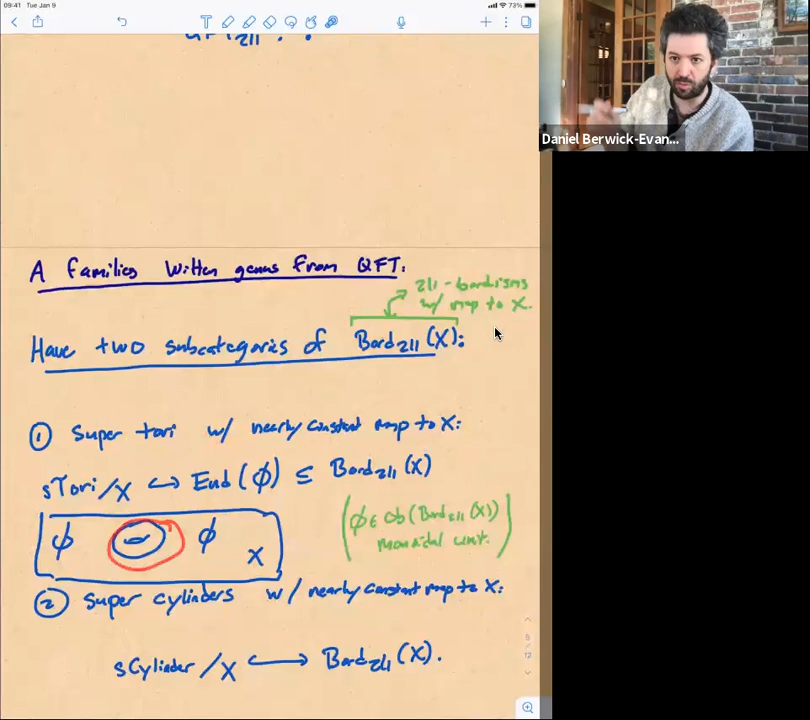 09:41 Tue Jan 9
73%
Daniel Berwick-Evan...
A families Witten genus from QFT:
2|1-bordisms
w/ map to X.
Have two subcategories of Bord2|1(X):
① Super tori w/ nearly constant map to X:
sTori/X ↪ End(ϕ) ⊆ Bord2|1(X)
ϕ ϕ X
(ϕ ∈ Ob(Bord2|1(X))
monoidal unit.)
② Super cylinders w/ nearly constant map to X:
sCylinder/X ⟷ Bord2|1(X).